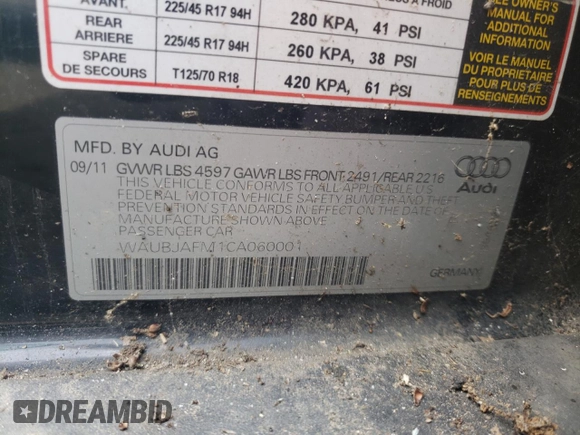 AVANT 225/45 R17 94H 280 KPA, 41 PSI
REAR
ARRIERE 225/45 R17 94H 260 KPA, 38 PSI
SPARE
DE SECOURS T125/70 R18 420 KPA, 61 PSI
SEE OWNER'S
MANUAL FOR
ADDITIONAL
INFORMATION
VOIR LE MANUEL
DU PROPRIETAIRE
POUR PLUS DE
RENSEIGNEMENTS
MFD. BY AUDI AG
09/11 GVWR LBS 4597 GAWR LBS FRONT 2491/REAR 2216
THIS VEHICLE CONFORMS TO ALL APPLICABLE U.S.
FEDERAL MOTOR VEHICLE SAFETY BUMPER AND THEFT
PREVENTION STANDARDS IN EFFECT ON THE DATE OF
MANUFACTURE SHOWN ABOVE
PASSENGER CAR
WAUBJAFM1CA060001
Audi
GERMANY
DREAMBID